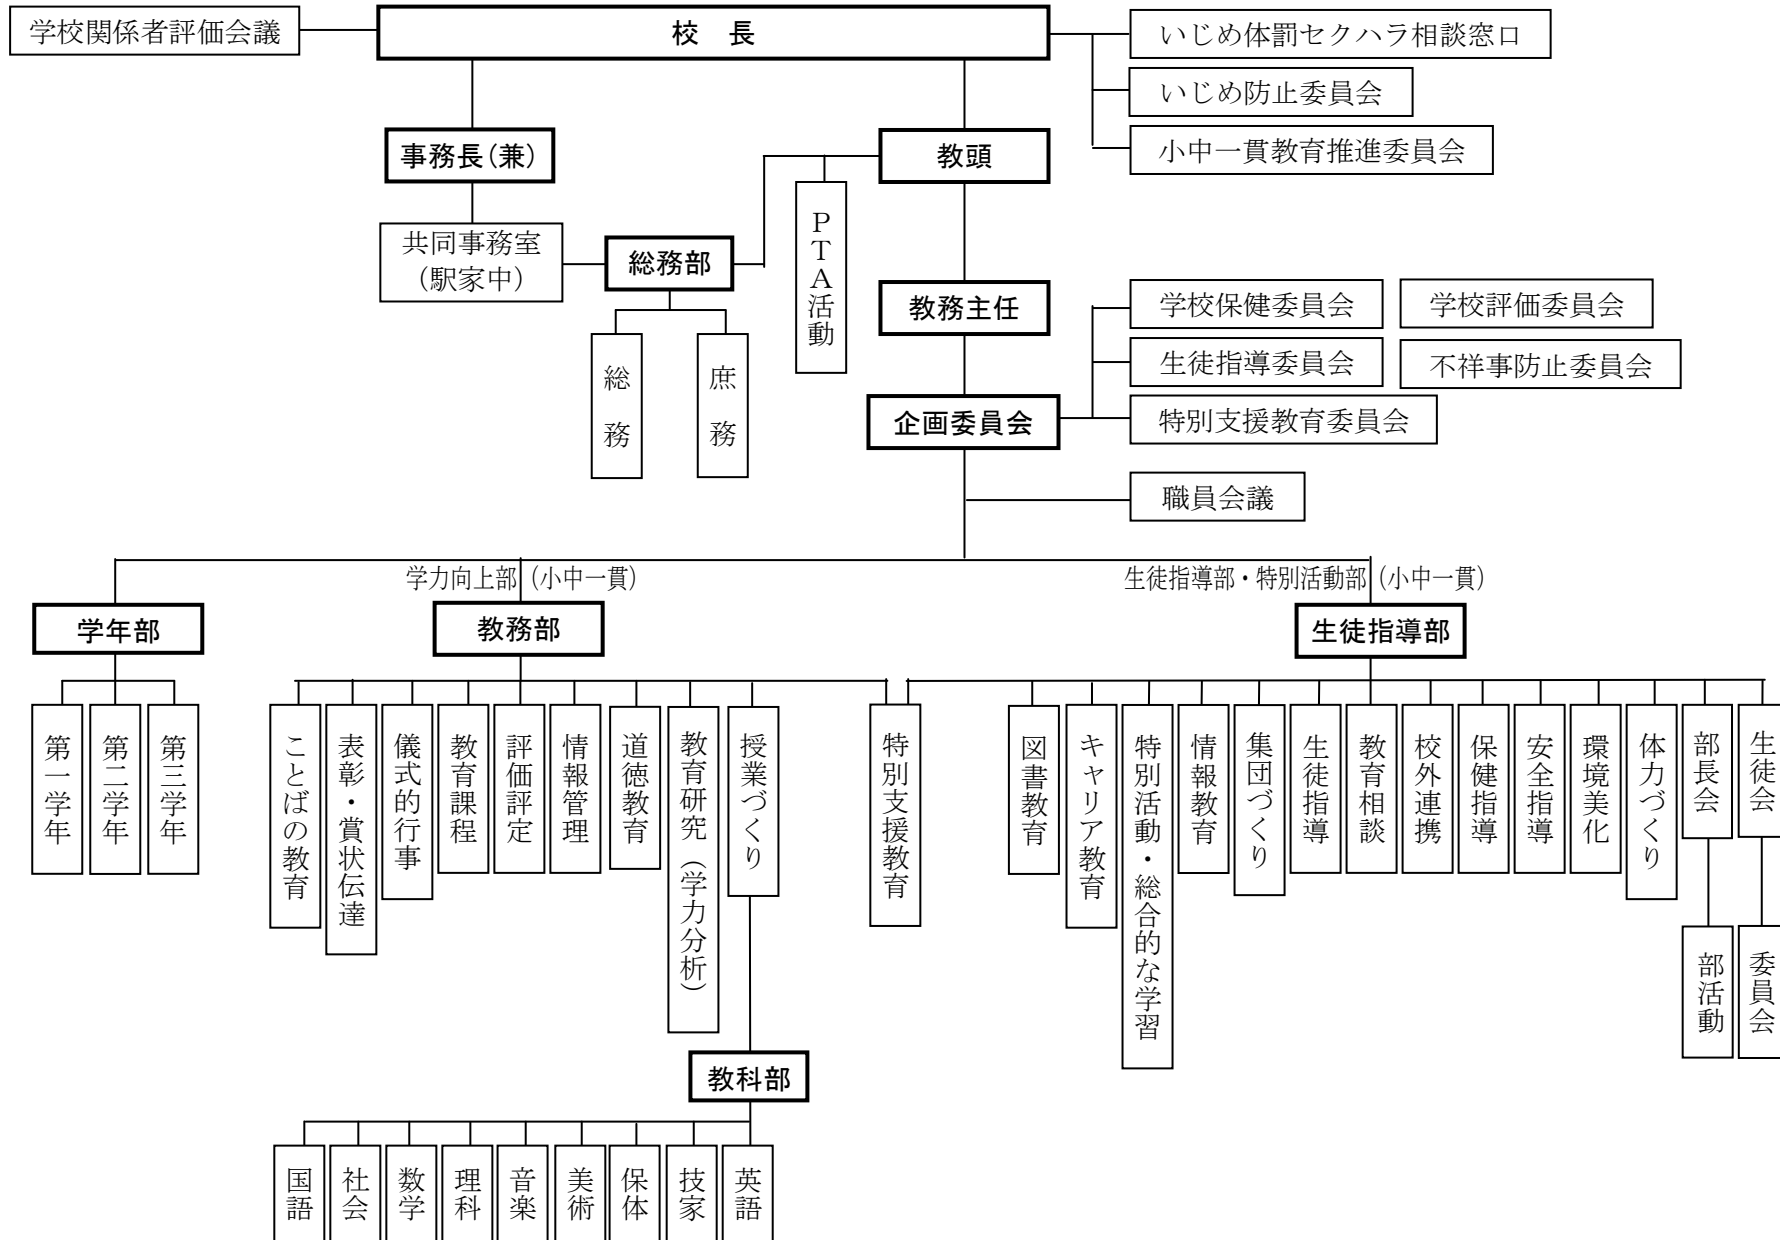 学校関係者評価会議
校　長
いじめ体罰セクハラ相談窓口
いじめ防止委員会
小中一貫教育推進委員会
事務長(兼)
教頭
共同事務室
（駅家中）
総務部
ＰＴＡ活動
総務
庶務
教務主任
学校保健委員会
学校評価委員会
生徒指導委員会
不祥事防止委員会
企画委員会
特別支援教育委員会
職員会議
学力向上部（小中一貫）
生徒指導部・特別活動部（小中一貫）
学年部
教務部
生徒指導部
第一学年
第二学年
第三学年
ことばの教育
表彰・賞状伝達
儀式的行事
教育課程
評価評定
情報管理
道徳教育
教育研究（学力分析）
授業づくり
特別支援教育
図書教育
キャリア教育
特別活動・総合的な学習
情報教育
集団づくり
生徒指導
教育相談
校外連携
保健指導
安全指導
環境美化
体力づくり
部長会
生徒会
部活動
委員会
教科部
国語
社会
数学
理科
音楽
美術
保体
技家
英語